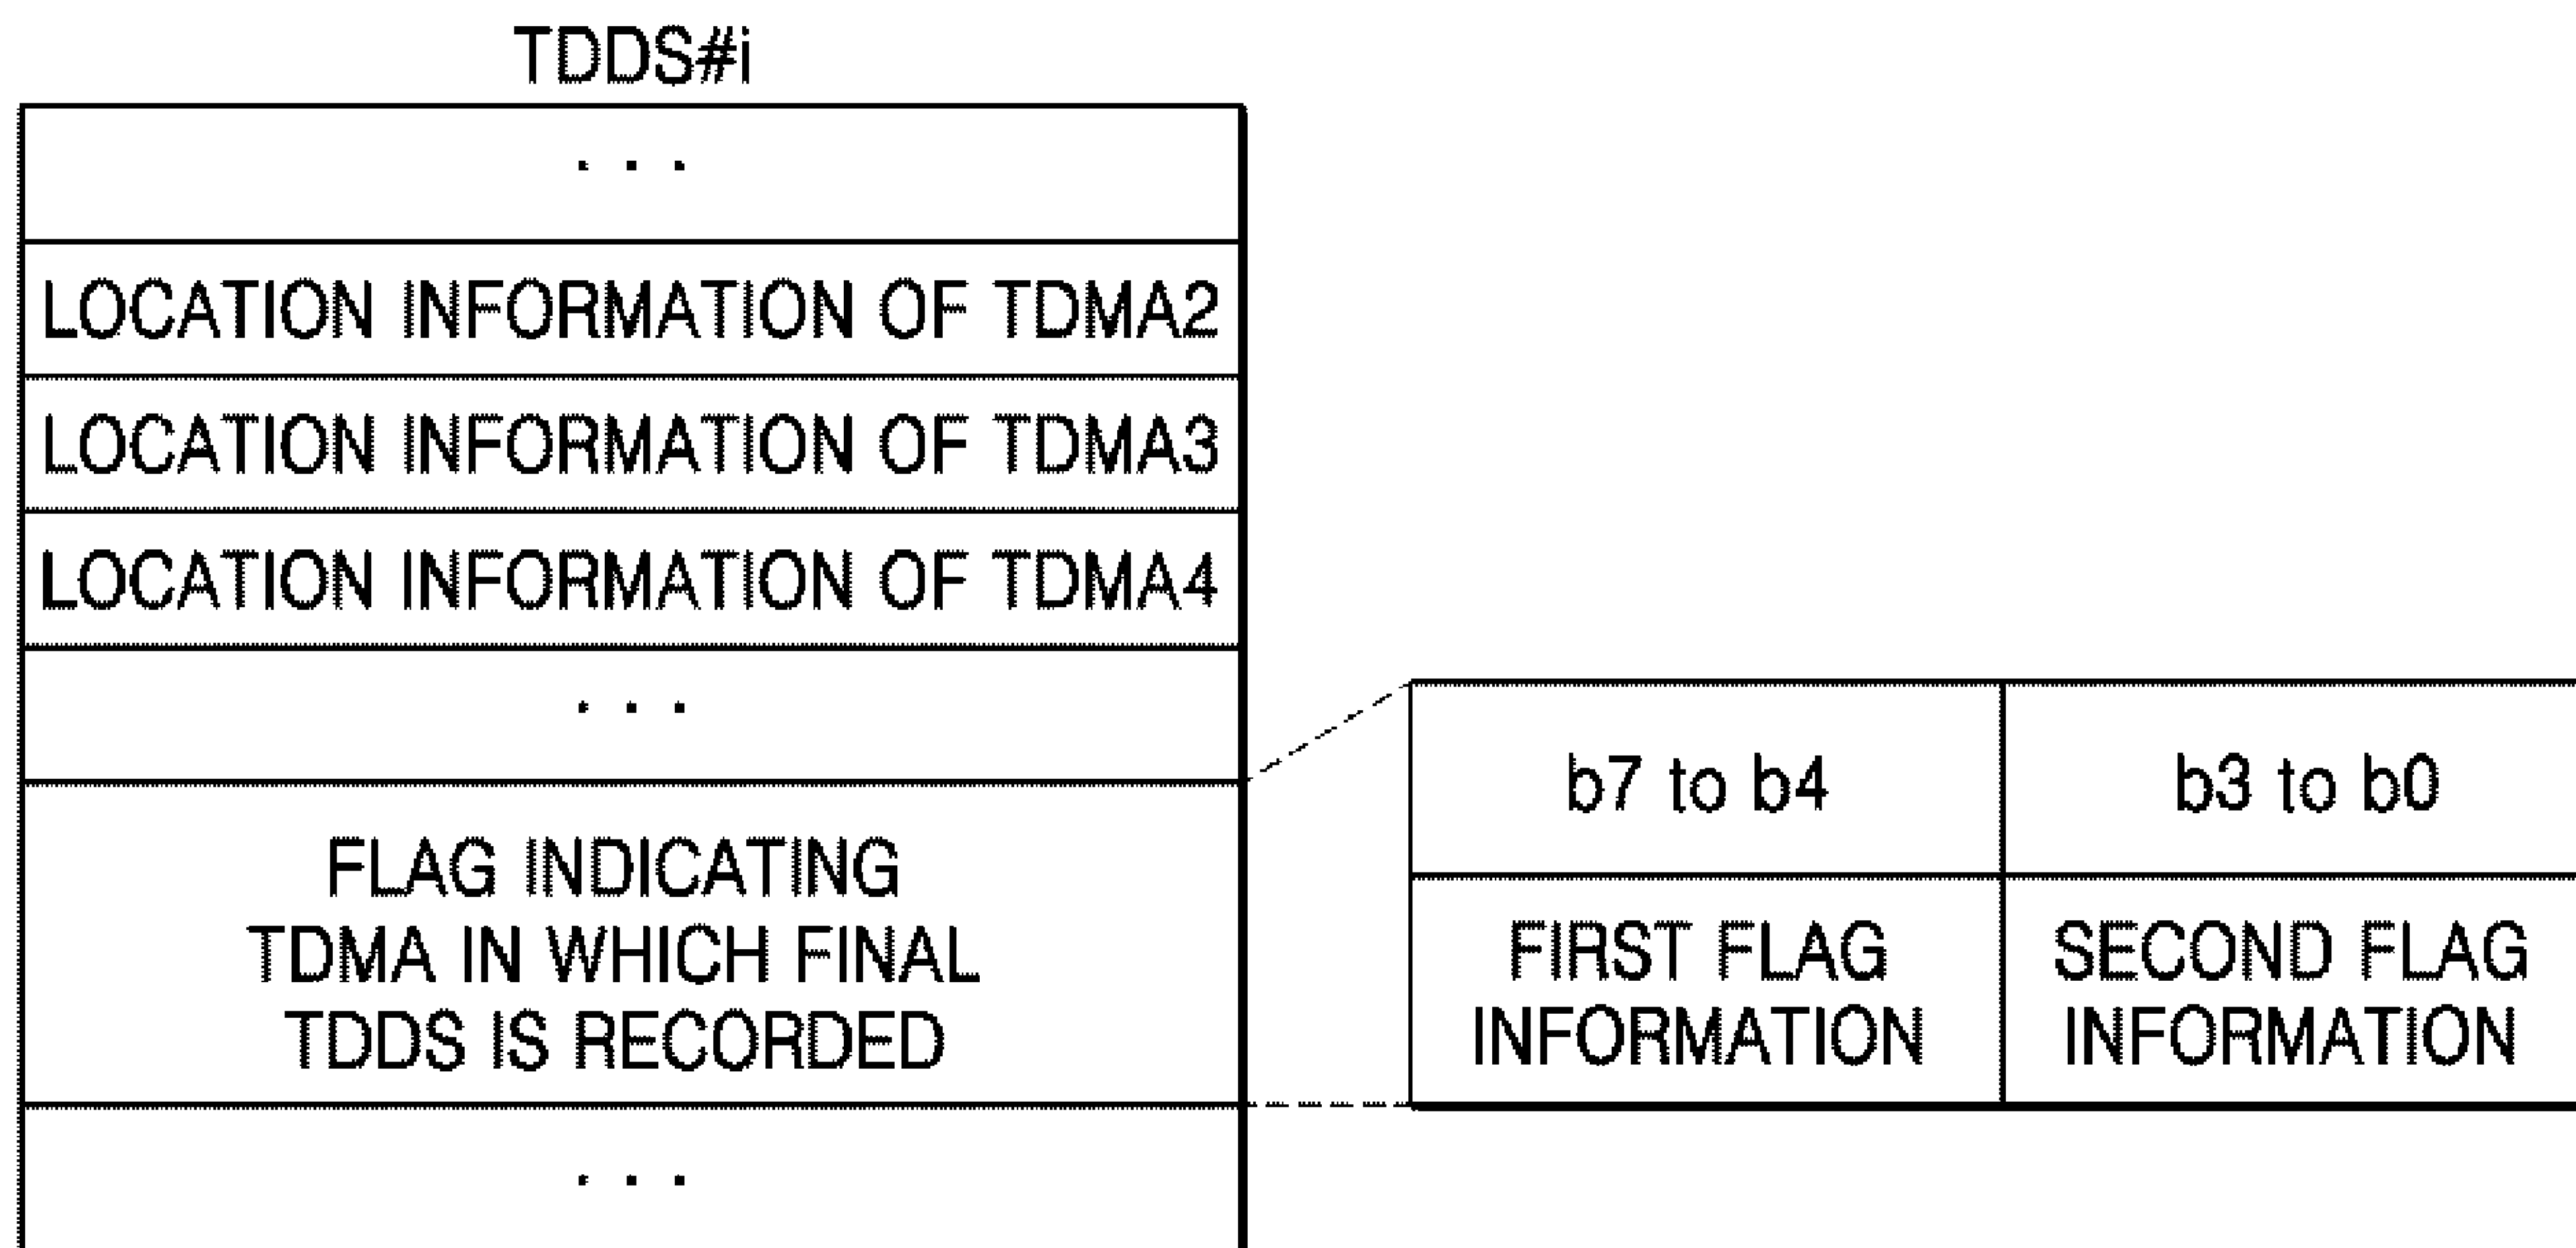 TDDS#i
. . .
LOCATION INFORMATION OF TDMA2
LOCATION INFORMATION OF TDMA3
LOCATION INFORMATION OF TDMA4
. . .
FLAG INDICATING
TDMA IN WHICH FINAL
TDDS IS RECORDED
. . .
b7 to b4
b3 to b0
FIRST FLAG
INFORMATION
SECOND FLAG
INFORMATION